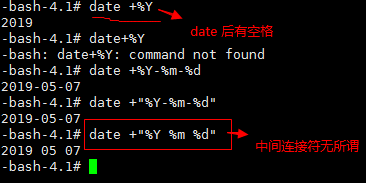 -bash-4.1# date +%Y
date 后有空格
2019
-bash-4.1# date+%Y
-bash: date+%Y: command not found
-bash-4.1# date +%Y-%m-%d
2019-05-07
-bash-4.1# date +"%Y-%m-%d"
2019-05-07
-bash-4.1# date +"%Y %m %d"
中间连接符无所谓
2019 05 07
-bash-4.1#